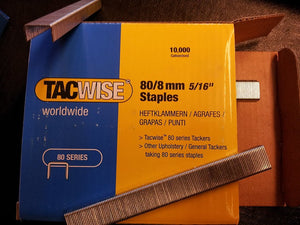 10,000
Galvanised
TACWISE®
worldwide
80/8mm 5/16"
Staples
HEFTKLAMMERN / AGRAFES /
GRAPAS / PUNTI
› Tacwise™ 80 series Tackers
› Other Upholstery / General Tackers
taking 80 series staples
80 SERIES